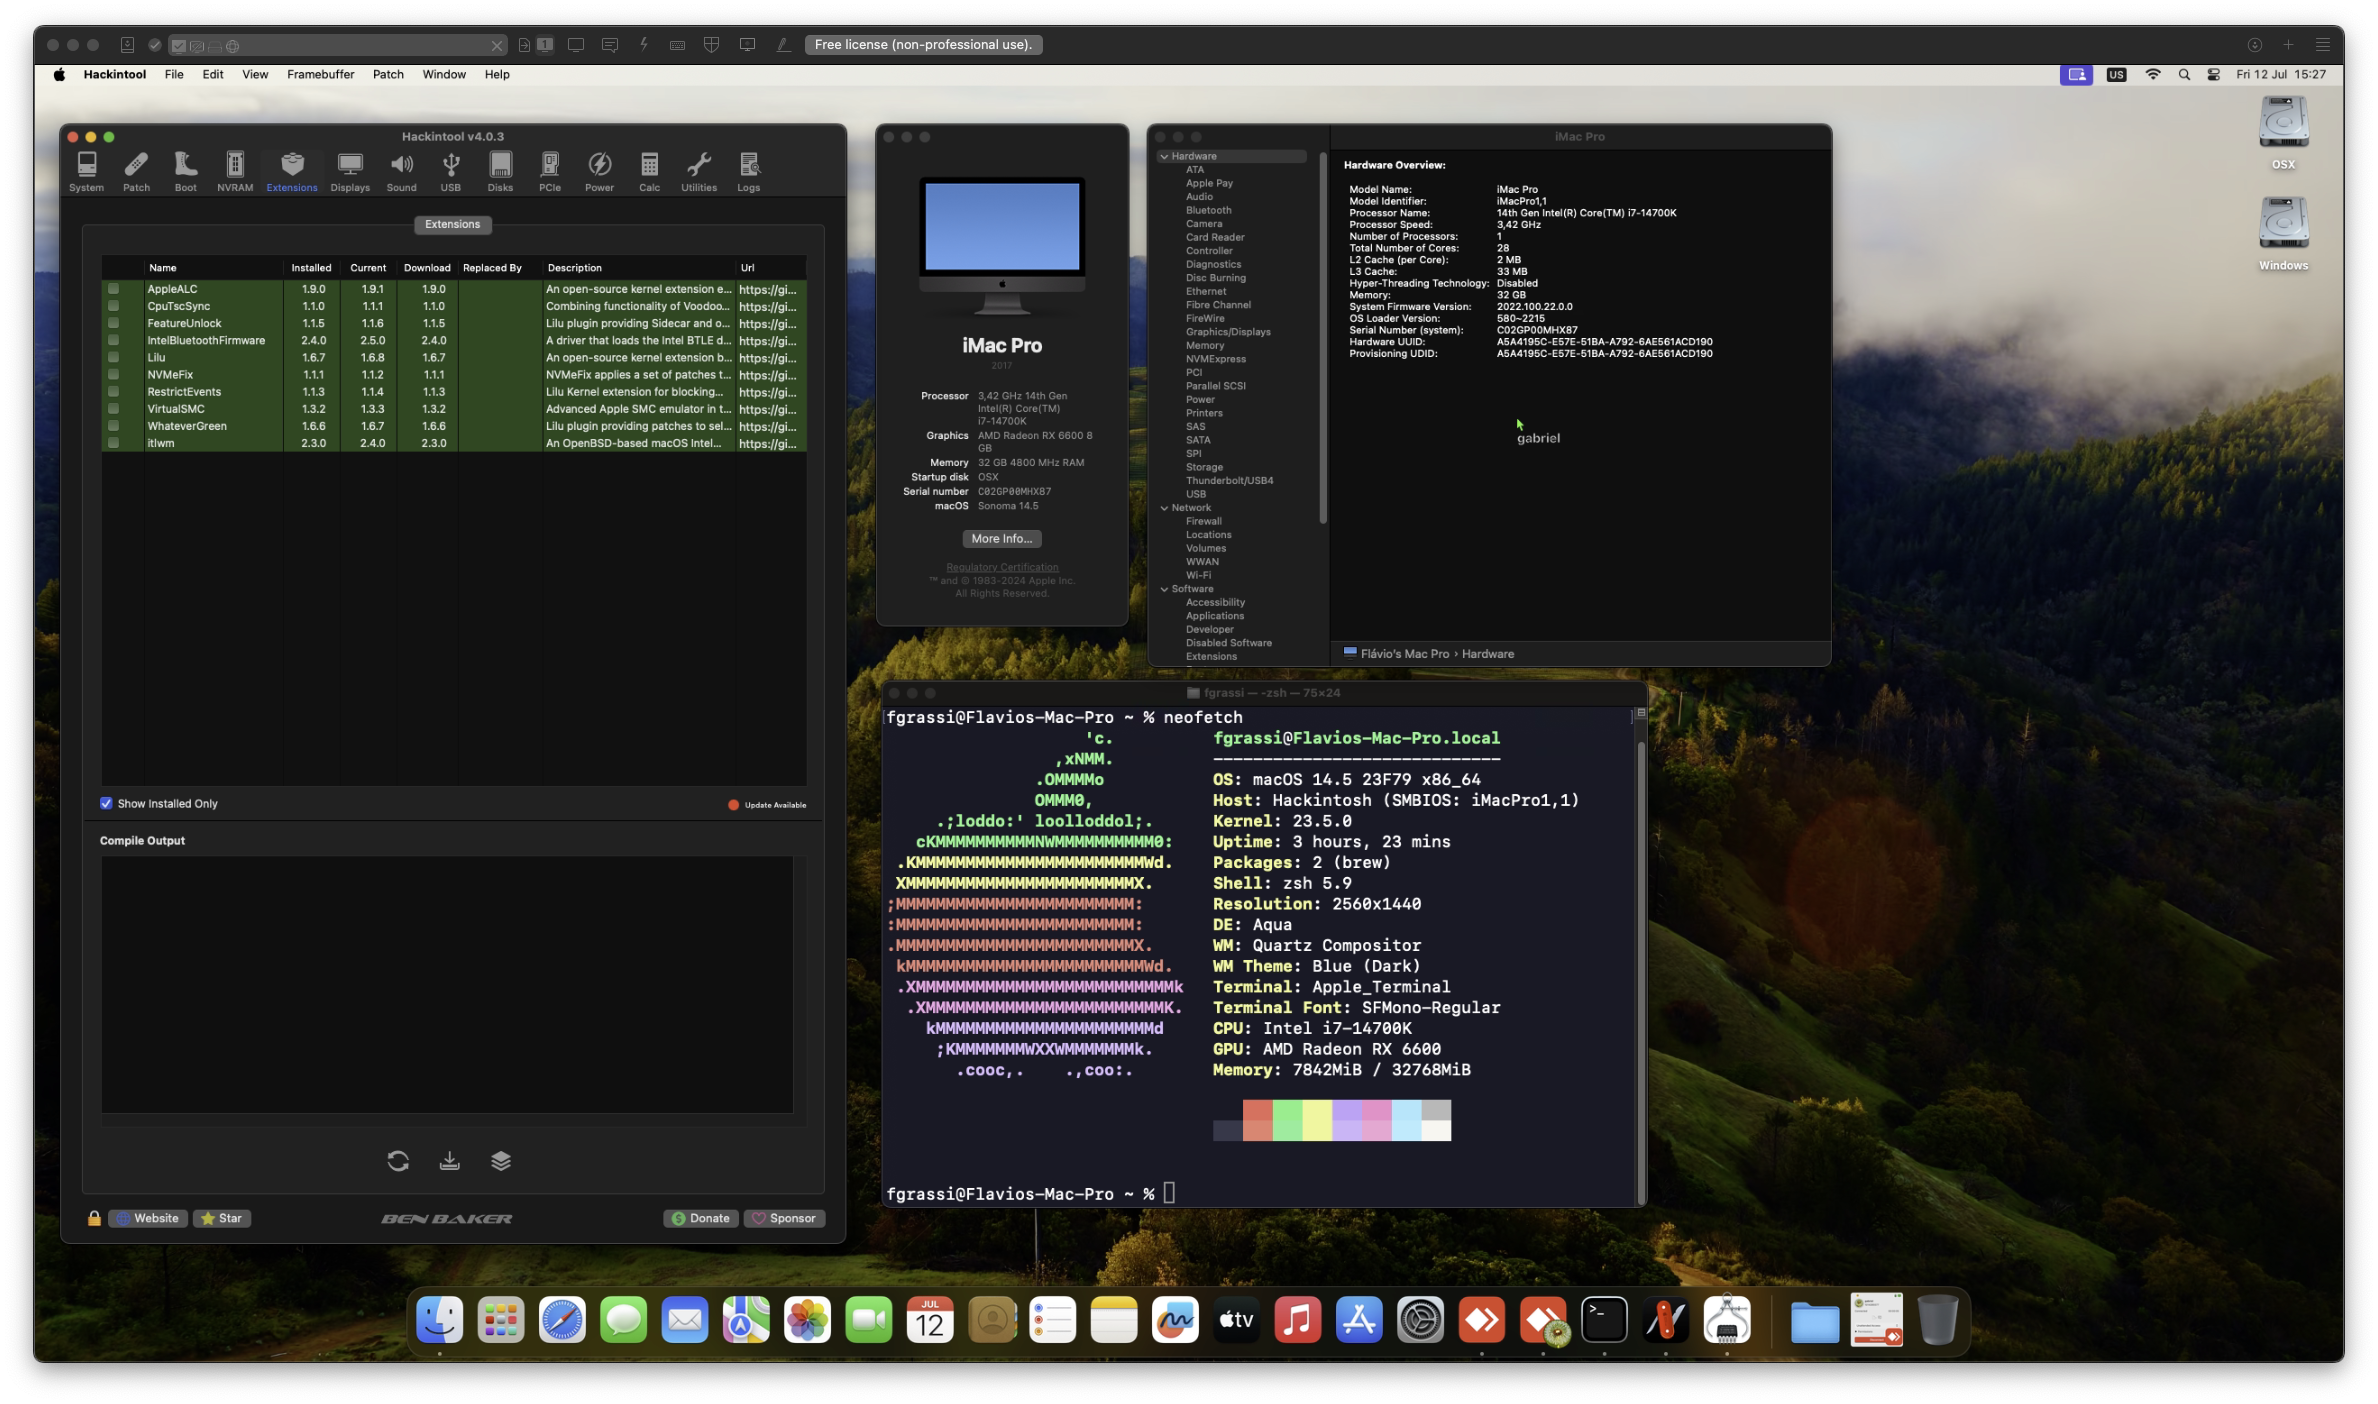 1
Free license (non-professional use).
Hackintool File Edit View Framebuffer Patch Window Help
US Fri 12 Jul 15:27
Hackintool v4.0.3
System Patch Boot NVRAM Extensions Displays Sound USB Disks PCIe Power Calc Utilities Logs
Extensions
Name Installed Current Download Replaced By Description Url
AppleALC 1.9.0 1.9.1 1.9.0 An open-source kernel extension e... https://gi...
CpuTscSync 1.1.0 1.1.1 1.1.0 Combining functionality of Voodoo... https://gi...
FeatureUnlock 1.1.5 1.1.6 1.1.5 Lilu plugin providing Sidecar and o... https://gi...
IntelBluetoothFirmware 2.4.0 2.5.0 2.4.0 A driver that loads the Intel BTLE d... https://gi...
Lilu 1.6.7 1.6.8 1.6.7 An open-source kernel extension b... https://gi...
NVMeFix 1.1.1 1.1.2 1.1.1 NVMeFix applies a set of patches t... https://gi...
RestrictEvents 1.1.3 1.1.4 1.1.3 Lilu Kernel extension for blocking... https://gi...
VirtualSMC 1.3.2 1.3.3 1.3.2 Advanced Apple SMC emulator in t... https://gi...
WhateverGreen 1.6.6 1.6.7 1.6.6 Lilu plugin providing patches to sel... https://gi...
itlwm 2.3.0 2.4.0 2.3.0 An OpenBSD-based macOS Intel... https://gi...
Show Installed Only Update Available
Compile Output
Website Star BEN BAKER Donate Sponsor
iMac Pro
2017
Processor 3,42 GHz 14th Gen
Intel(R) Core(TM)
i7-14700K
Graphics AMD Radeon RX 6600 8
GB
Memory 32 GB 4800 MHz RAM
Startup disk OSX
Serial number C02GP00MHX87
macOS Sonoma 14.5
More Info...
Regulatory Certification
™ and © 1983-2024 Apple Inc.
All Rights Reserved.
iMac Pro
Hardware
ATA
Apple Pay
Audio
Bluetooth
Camera
Card Reader
Controller
Diagnostics
Disc Burning
Ethernet
Fibre Channel
FireWire
Graphics/Displays
Memory
NVMExpress
PCI
Parallel SCSI
Power
Printers
SAS
SATA
SPI
Storage
Thunderbolt/USB4
USB
Network
Firewall
Locations
Volumes
WWAN
Wi-Fi
Software
Accessibility
Applications
Developer
Disabled Software
Extensions
Hardware Overview:
Model Name: iMac Pro
Model Identifier: iMacPro1,1
Processor Name: 14th Gen Intel(R) Core(TM) i7-14700K
Processor Speed: 3,42 GHz
Number of Processors: 1
Total Number of Cores: 28
L2 Cache (per Core): 2 MB
L3 Cache: 33 MB
Hyper-Threading Technology: Disabled
Memory: 32 GB
System Firmware Version: 2022.100.22.0.0
OS Loader Version: 580~2215
Serial Number (system): C02GP00MHX87
Hardware UUID: A5A4195C-E57E-51BA-A792-6AE561ACD190
Provisioning UDID: A5A4195C-E57E-51BA-A792-6AE561ACD190
gabriel
Flávio's Mac Pro › Hardware
OSX
Windows
fgrassi — -zsh — 75×24
fgrassi@Flavios-Mac-Pro ~ % neofetch
'c. fgrassi@Flavios-Mac-Pro.local
,xNMM. -----------------------------
.OMMMMo OS: macOS 14.5 23F79 x86_64
OMMM0, Host: Hackintosh (SMBIOS: iMacPro1,1)
.;loddo:' loolloddol;. Kernel: 23.5.0
cKMMMMMMMMMMNWMMMMMMMMMM0: Uptime: 3 hours, 23 mins
.KMMMMMMMMMMMMMMMMMMMMMMMWd. Packages: 2 (brew)
XMMMMMMMMMMMMMMMMMMMMMMMX. Shell: zsh 5.9
;MMMMMMMMMMMMMMMMMMMMMMMM: Resolution: 2560x1440
:MMMMMMMMMMMMMMMMMMMMMMMM: DE: Aqua
.MMMMMMMMMMMMMMMMMMMMMMMMX. WM: Quartz Compositor
kMMMMMMMMMMMMMMMMMMMMMMMMWd. WM Theme: Blue (Dark)
.XMMMMMMMMMMMMMMMMMMMMMMMMMMk Terminal: Apple_Terminal
.XMMMMMMMMMMMMMMMMMMMMMMMMK. Terminal Font: SFMono-Regular
kMMMMMMMMMMMMMMMMMMMMMMd CPU: Intel i7-14700K
;KMMMMMMMWXXWMMMMMMMk. GPU: AMD Radeon RX 6600
.cooc,. .,coo:. Memory: 7842MiB / 32768MiB
fgrassi@Flavios-Mac-Pro ~ %
JUL
12
tv
>_